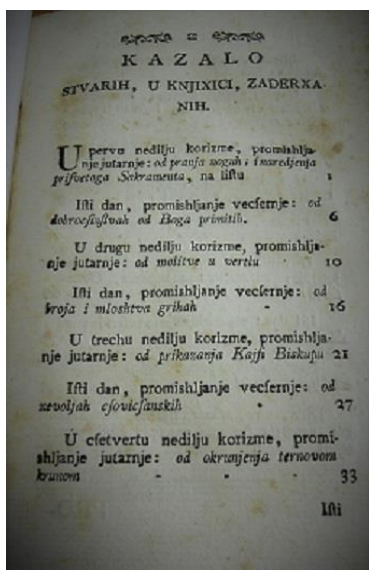 KAZALO
STVARIH, U KNJIXICI, ZADERXA-
NIH.
U pervu nedilju korizme, promishlja-
nje jutarnje: od pranja nogah i naredjenja
prisvetoga Sakramenta, na liſtu 1
Iſti dan, promishljanje vecſernje: od
dobrocſinſtvah od Boga primitih. 6
U drugu nedilju korizme, promishlja-
nje jutarnje: od molitve u vertlu 10
Iſti dan, promishljanje vecſernje: od
broja i mloshtva grihah 16
U trechu nedilju korizme, promishlja-
nje jutarnje: od prikazanja Kajfi Biskupu 21
Iſti dan, promishljanje vecſernje: od
nevoljah cſovicſanskih 27
U cſetvertu nedilju korizme, promi-
shljanje jutarnje: od okrunjenja ternovom
krunom 33
Iſti